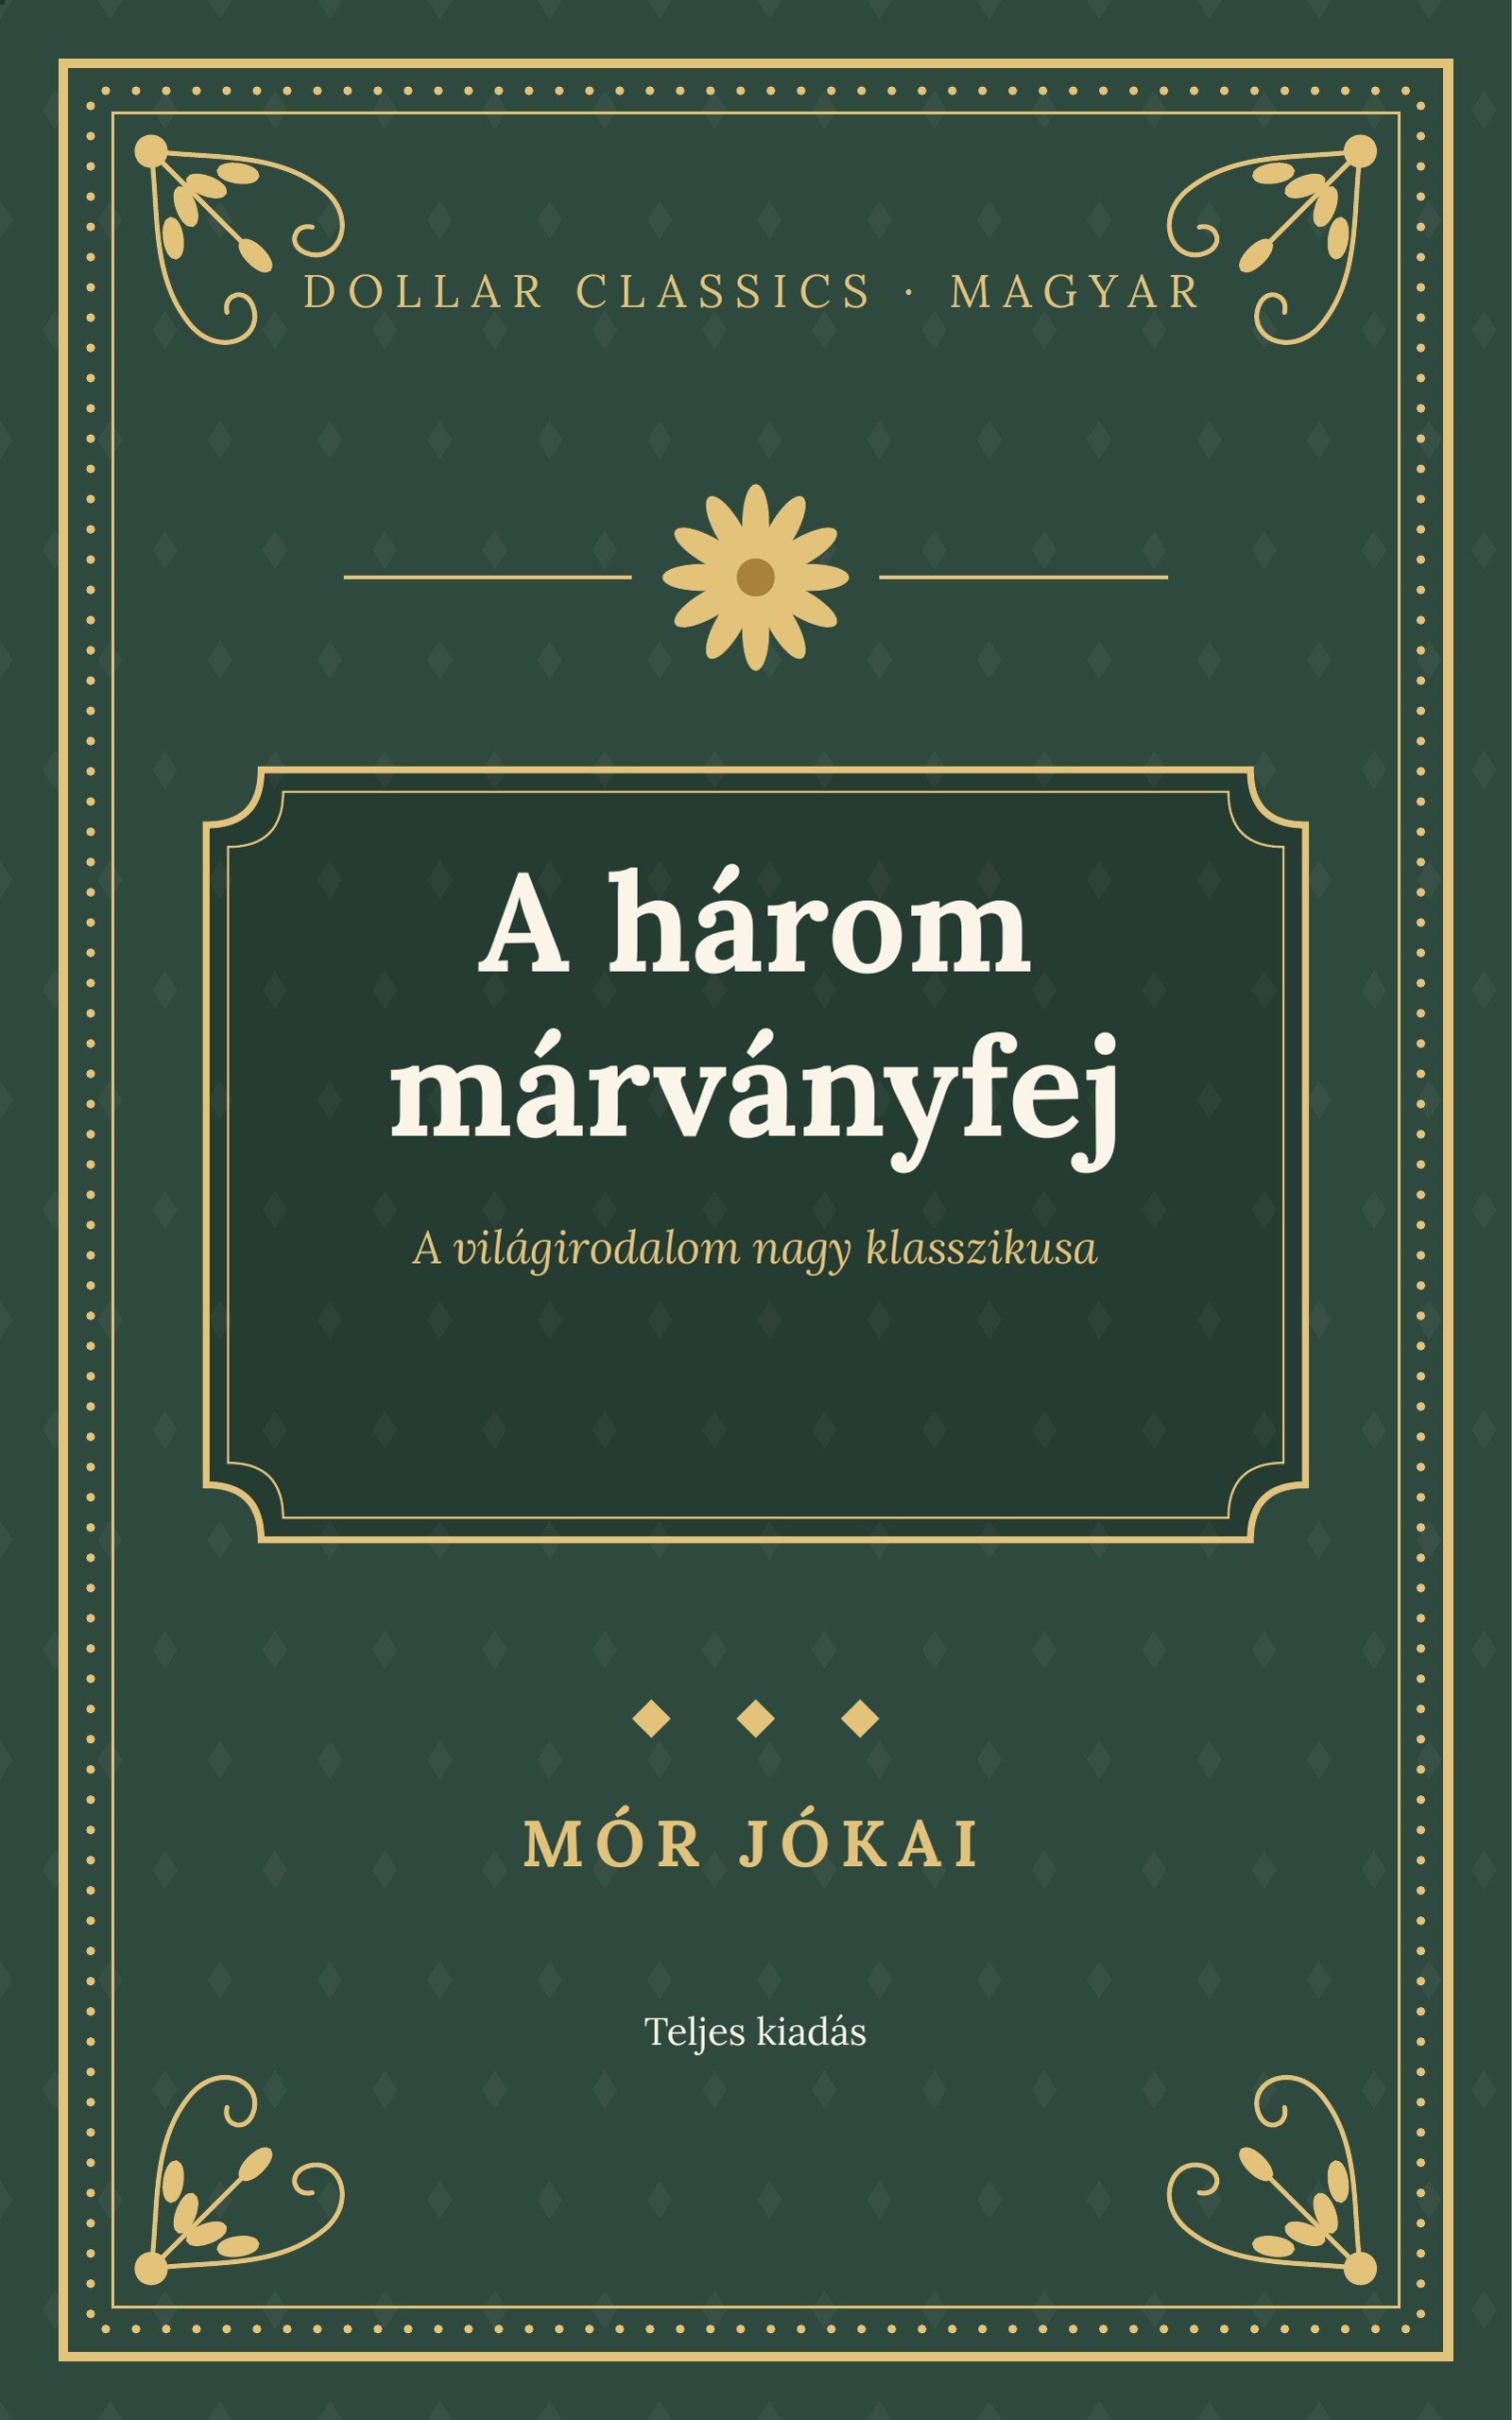 DOLLAR CLASSICS · MAGYAR
A három
márványfej
A világirodalom nagy klasszikusa
MÓR JÓKAI
Teljes kiadás